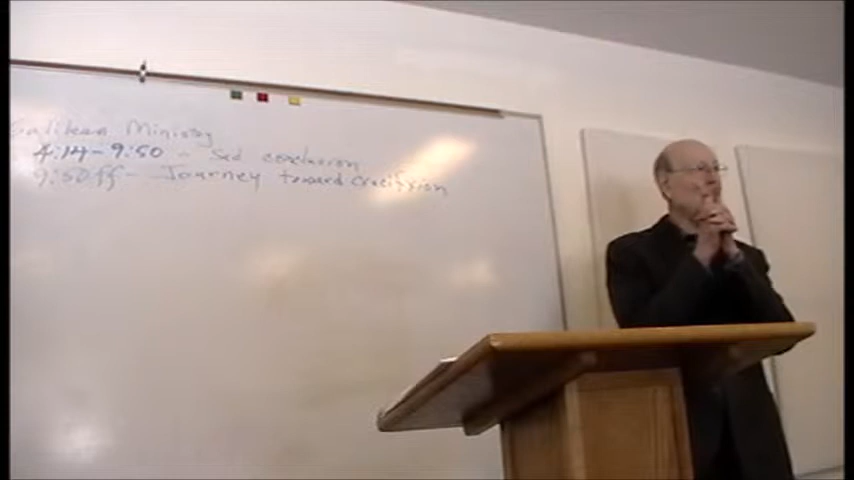 Galilean Ministry
4:14-9:50 - Sad conclusion
9:50ff- Journey toward crucifixion